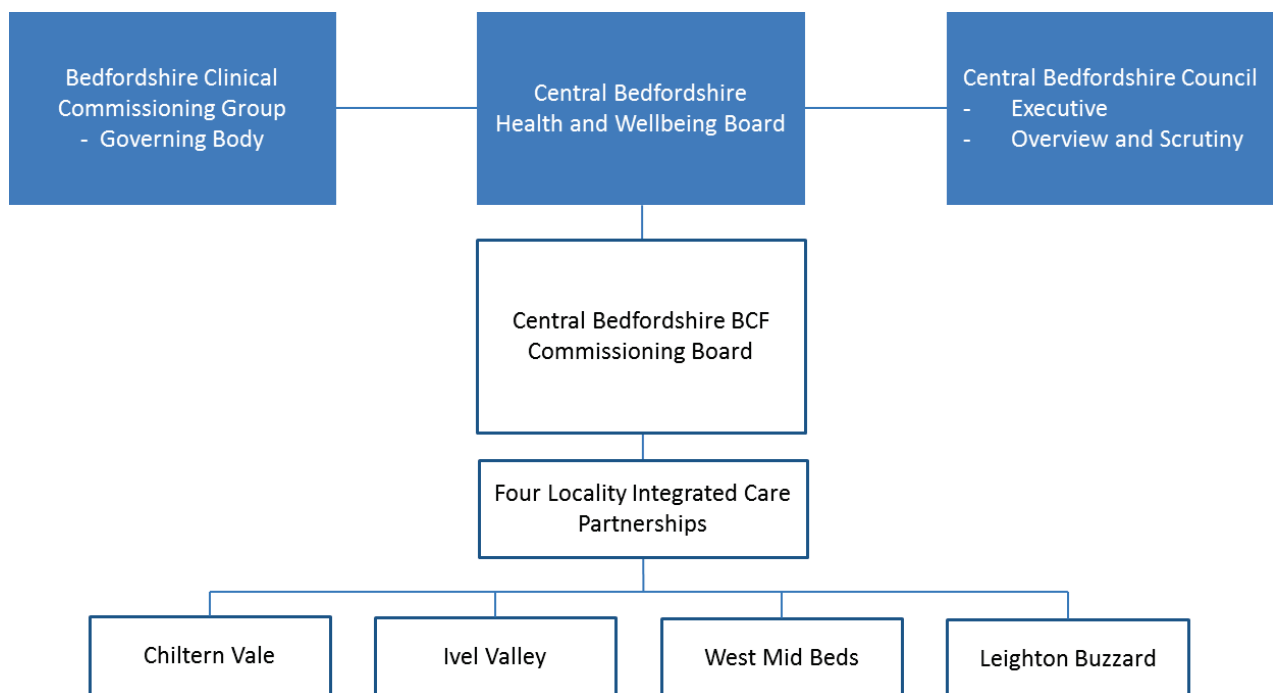 Bedfordshire Clinical
Commissioning Group
- Governing Body
Central Bedfordshire
Health and Wellbeing Board
Central Bedfordshire Council
- Executive
- Overview and Scrutiny
Central Bedfordshire BCF
Commissioning Board
Four Locality Integrated Care
Partnerships
Chiltern Vale
Ivel Valley
West Mid Beds
Leighton Buzzard